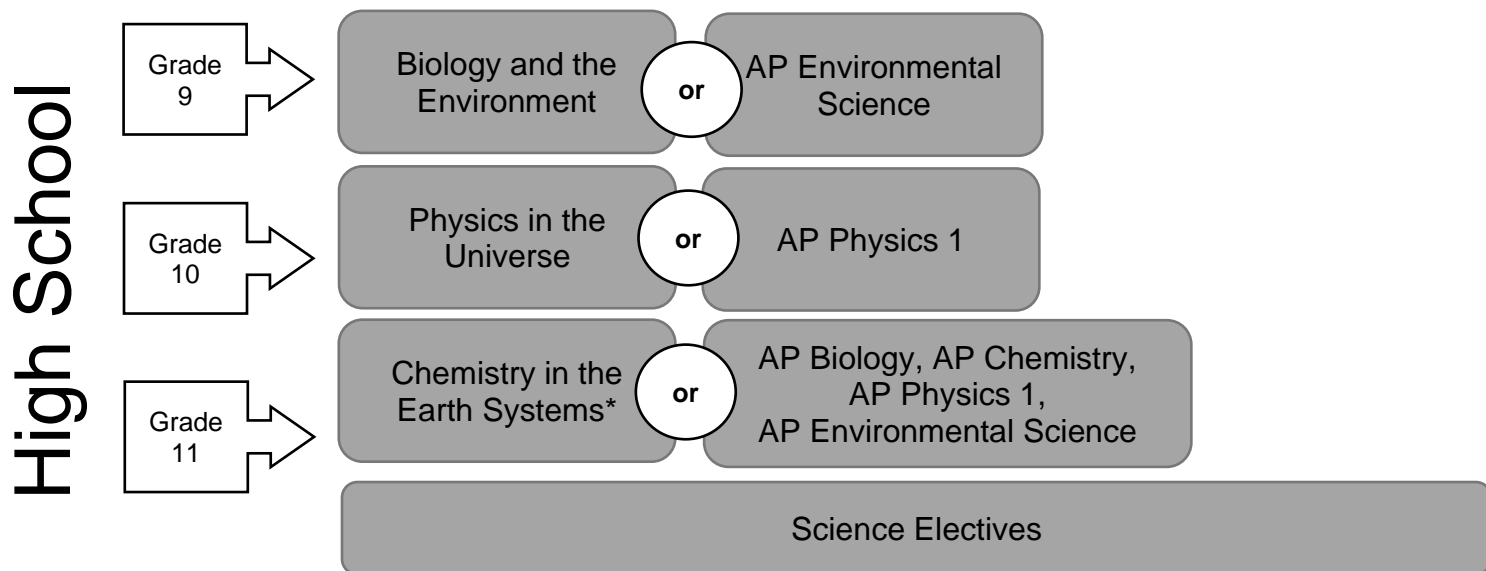 High School
Grade
9
Biology and the
Environment
or
AP Environmental
Science
Grade
10
Physics in the
Universe
or
AP Physics 1
Grade
11
Chemistry in the
Earth Systems*
or
AP Biology, AP Chemistry,
AP Physics 1,
AP Environmental Science
Science Electives